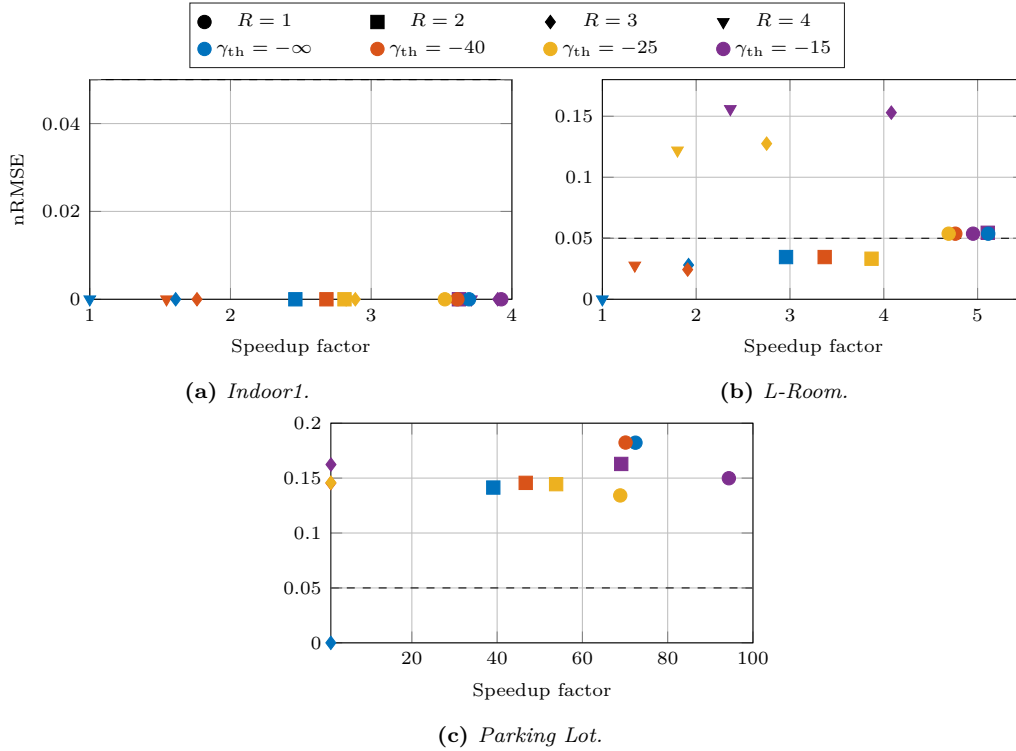 R = 1 R = 2 R = 3 R = 4
γth = −∞ γth = −40 γth = −25 γth = −15
nRMSE
0.04
0.02
0
1 2 3 4
Speedup factor
(a) Indoor1.
0.15
0.1
0.05
0
1 2 3 4 5
Speedup factor
(b) L-Room.
0.2
0.15
0.1
0.05
0
20 40 60 80 100
Speedup factor
(c) Parking Lot.